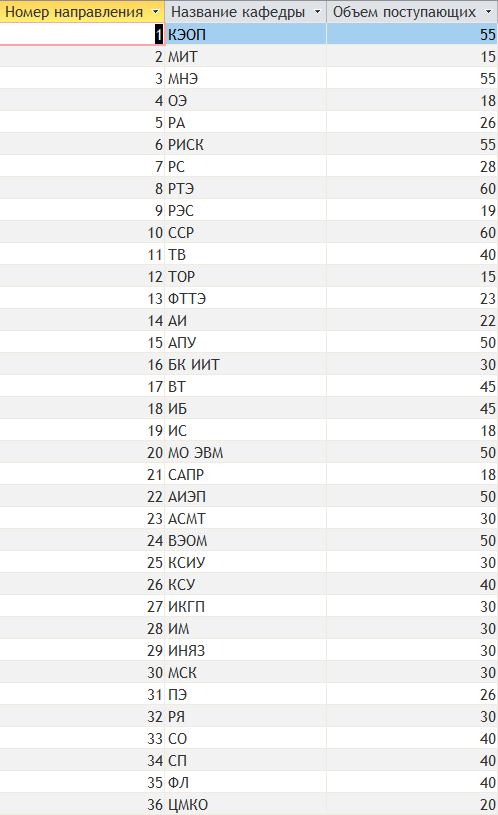 Номер направления Название кафедры Объем поступающих
1 КЭОП 55
2 МИТ 15
3 МНЭ 55
4 ОЭ 18
5 РА 26
6 РИСК 55
7 РС 28
8 РТЭ 60
9 РЭС 19
10 ССР 60
11 ТВ 40
12 ТОР 15
13 ФТТЭ 23
14 АИ 22
15 АПУ 50
16 БК ИИТ 30
17 ВТ 45
18 ИБ 45
19 ИС 18
20 МО ЭВМ 50
21 САПР 18
22 АИЭП 50
23 АСМТ 30
24 ВЭОМ 50
25 КСИУ 30
26 КСУ 40
27 ИКГП 30
28 ИМ 30
29 ИНЯЗ 30
30 МСК 30
31 ПЭ 26
32 РЯ 30
33 СО 40
34 СП 40
35 ФЛ 40
36 ЦМКО 20